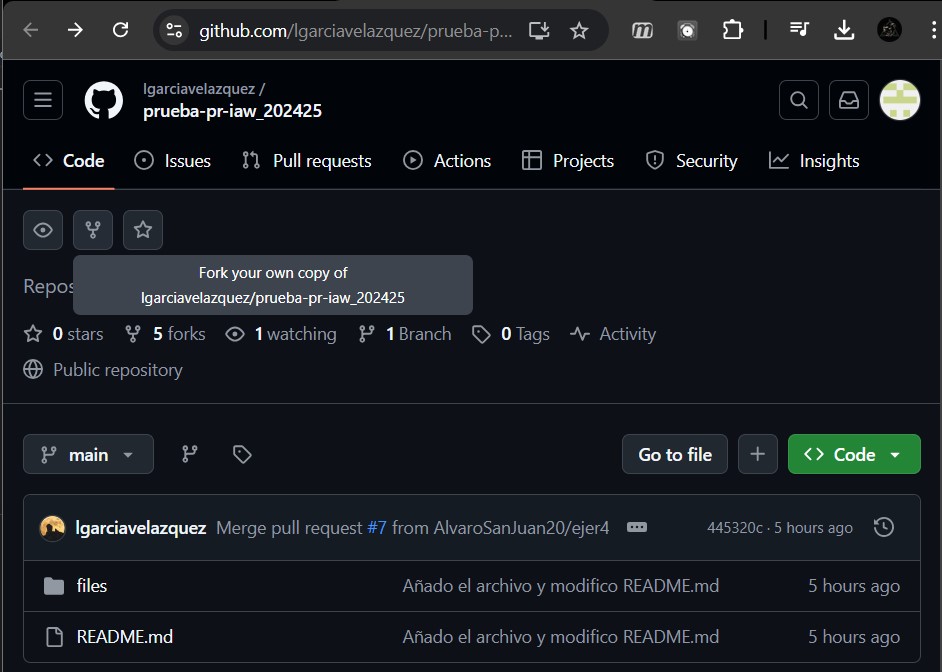 github.com/lgarciavelazquez/prueba-p...
lgarciavelazquez /
prueba-pr-iaw_202425
Code Issues Pull requests Actions Projects Security Insights
Fork your own copy of
lgarciavelazquez/prueba-pr-iaw_202425
Repos
0 stars 5 forks 1 watching 1 Branch 0 Tags Activity
Public repository
main Go to file Code
lgarciavelazquez Merge pull request #7 from AlvaroSanJuan20/ejer4 445320c · 5 hours ago
files Añado el archivo y modifico README.md 5 hours ago
README.md Añado el archivo y modifico README.md 5 hours ago